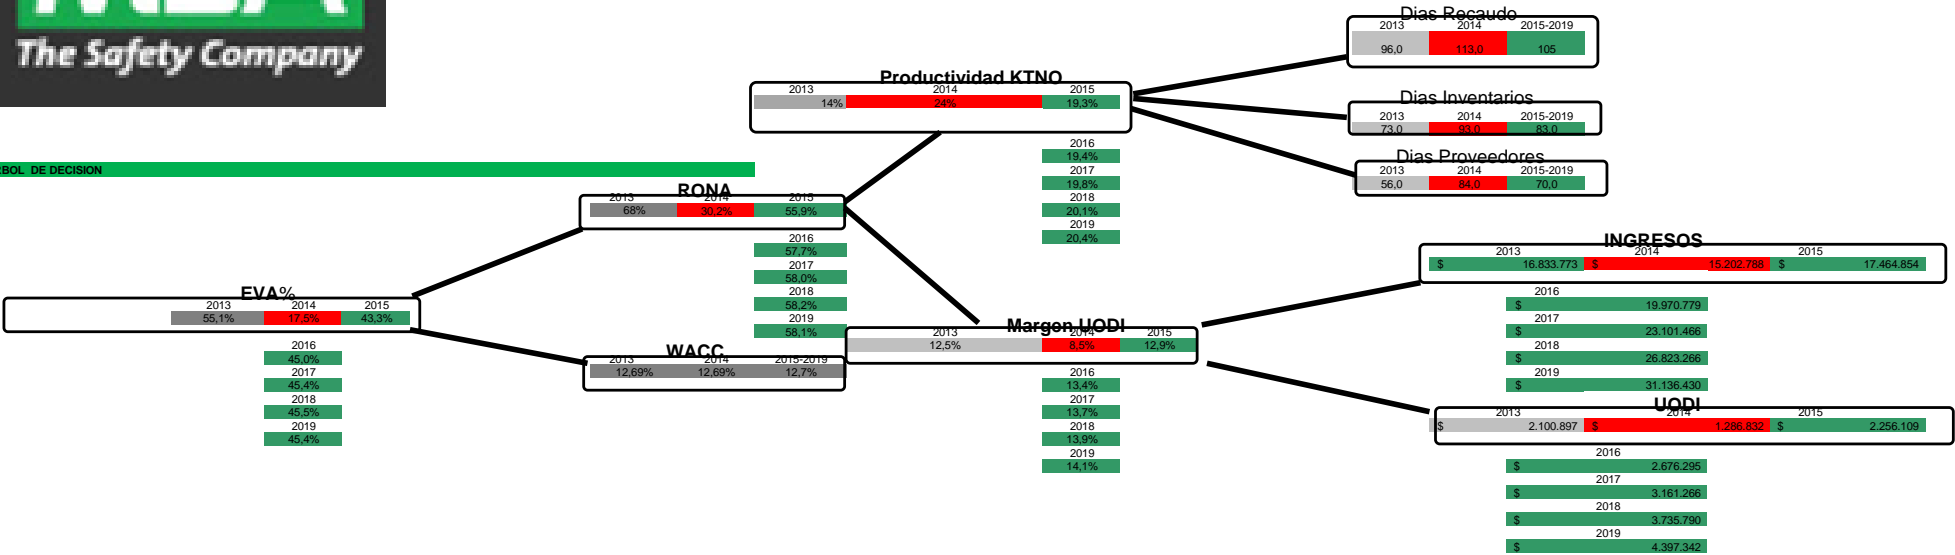 The Safety Company
RBOL DE DECISION
EVA%
2013 2014 2015
55,1% 17,5% 43,3%
2016
45,0%
2017
45,4%
2018
45,5%
2019
45,4%
RONA
2013 2014 2015
68% 30,2% 55,9%
2016
57,7%
2017
58,0%
2018
58,2%
2019
58,1%
WACC
2013 2014 2015-2019
12,69% 12,69% 12,7%
Productividad KTNO
2013 2014 2015
14% 24% 19,3%
2016
19,4%
2017
19,8%
2018
20,1%
2019
20,4%
Margen UODI
2013 2014 2015
12,5% 8,5% 12,9%
2016
13,4%
2017
13,7%
2018
13,9%
2019
14,1%
Dias Recaudo
2013 2014 2015-2019
96,0 113,0 105
Dias Inventarios
2013 2014 2015-2019
73,0 93,0 83,0
Dias Proveedores
2013 2014 2015-2019
56,0 84,0 70,0
INGRESOS
2013 2014 2015
$ 16.833.773 $ 15.202.788 $ 17.464.854
2016
$ 19.970.779
2017
$ 23.101.466
2018
$ 26.823.266
2019
$ 31.136.430
UODI
2013 2014 2015
$ 2.100.897 $ 1.286.832 $ 2.256.109
2016
$ 2.676.295
2017
$ 3.161.266
2018
$ 3.735.790
2019
$ 4.397.342